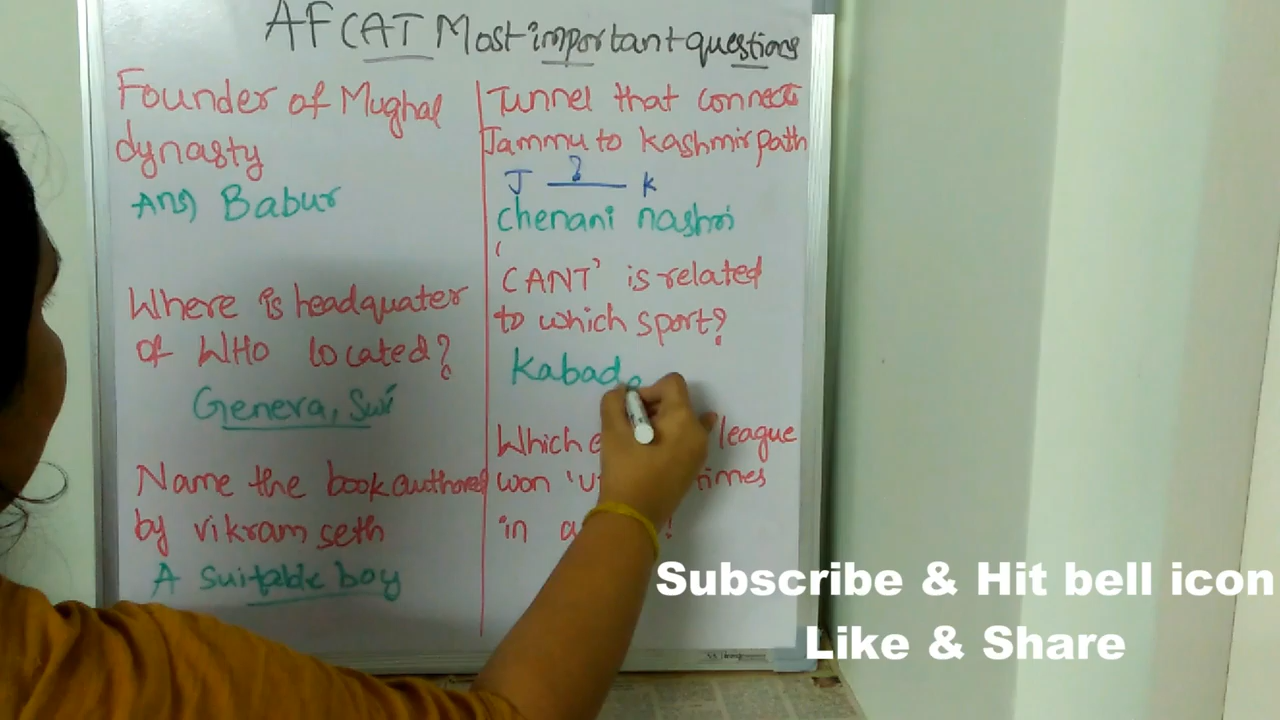 AFCAT Most important questions
Founder of Mughal
dynasty
Ans) Babur
Where is headquater
of WHO located?
Geneva, Swi
Name the book authored
by vikram seth
A suitable boy
Tunnel that connects
Jammu to kashmir path
J ? K
chenani nashri
'CANT' is related
to which sport?
Kabad
Which league
won times
in
Subscribe & Hit bell icon
Like & Share